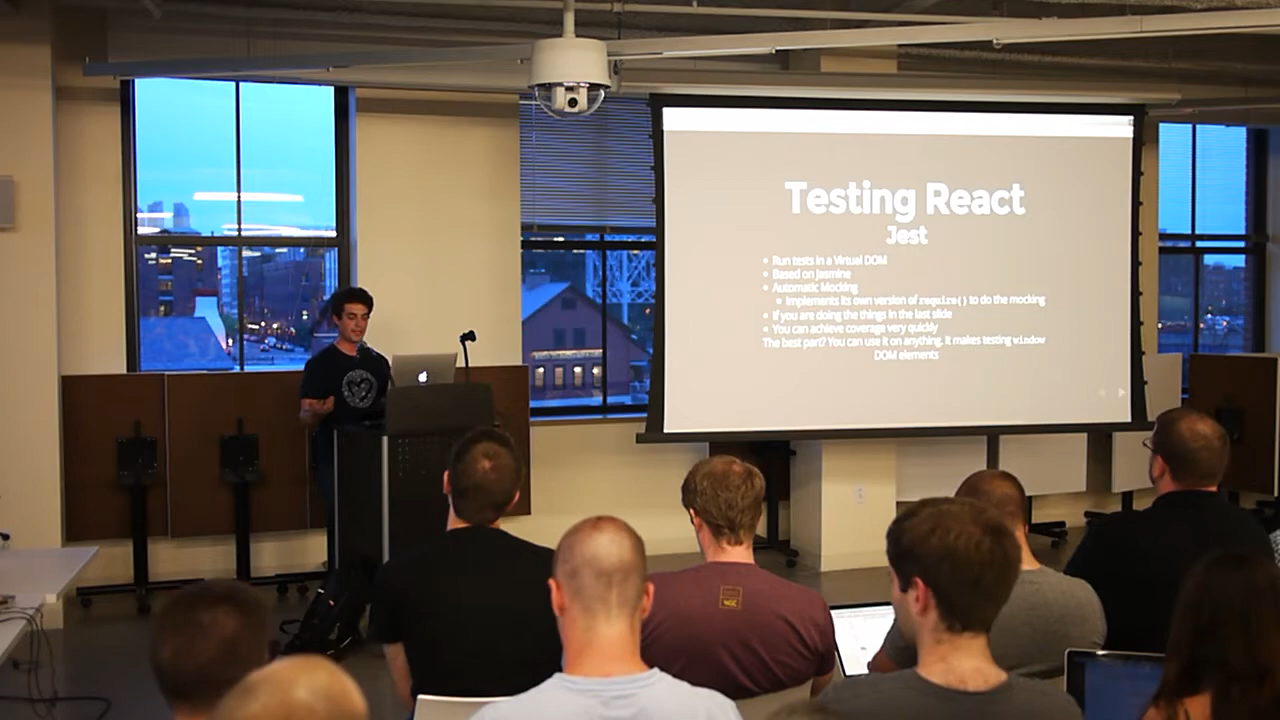 Testing React
Jest
• Run tests in a Virtual DOM
• Based on Jasmine
• Automatic Mocking
• Implements its own version of require() to do the mocking
• If you are doing the things in the last slide
• You can achieve coverage very quickly
The best part? You can use it on anything. It makes testing window
DOM elements